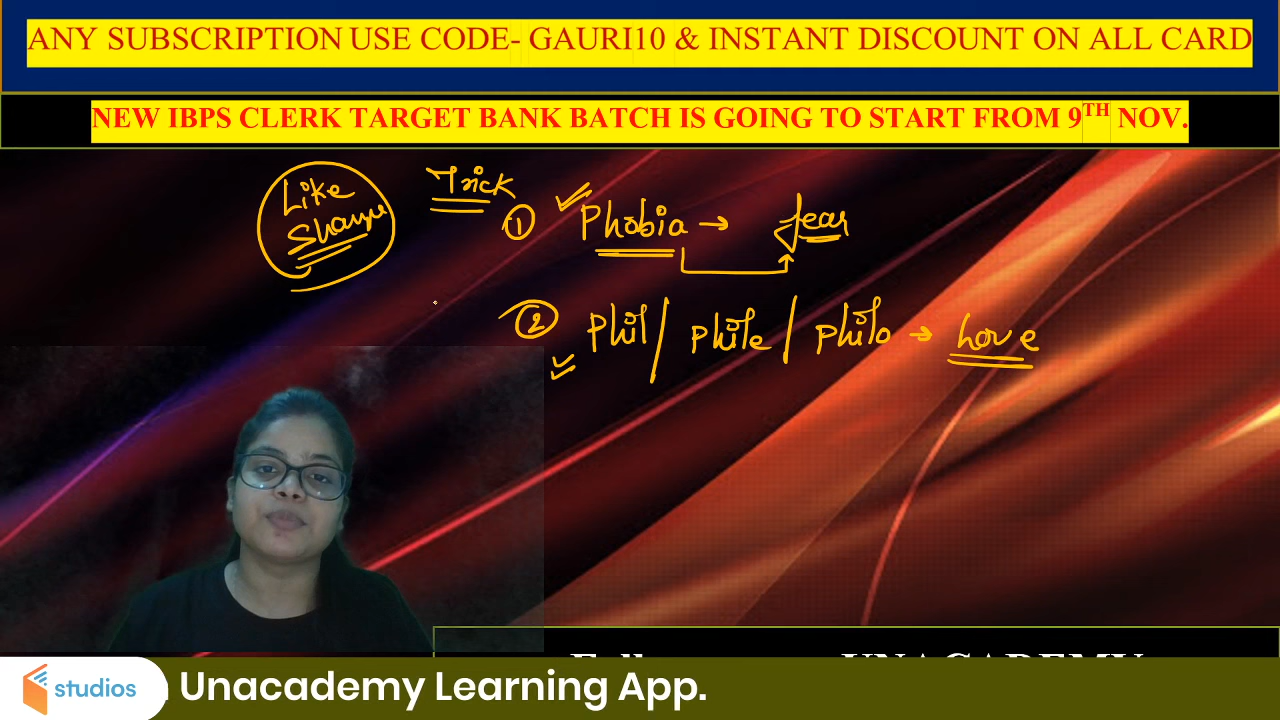 ANY SUBSCRIPTION USE CODE- GAURI10 & INSTANT DISCOUNT ON ALL CARD
NEW IBPS CLERK TARGET BANK BATCH IS GOING TO START FROM 9TH NOV.
Like
Share
Trick
① Phobia → fear
② Phil/ Phile / Philo → Love
UNACADEMY
studios
Unacademy Learning App.